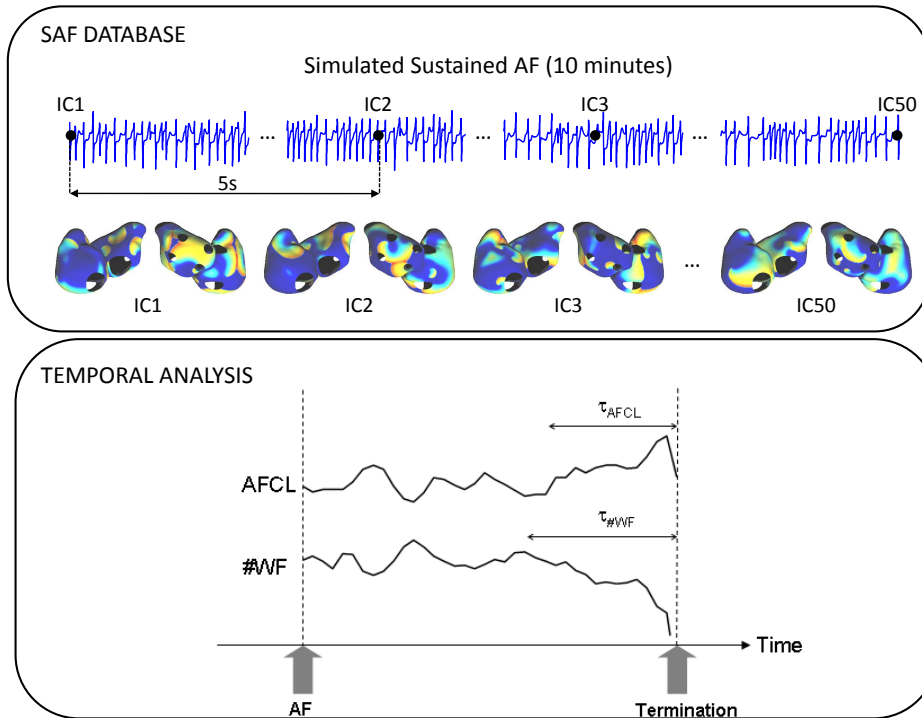 SAF DATABASE
Simulated Sustained AF (10 minutes)
IC1 IC2 IC3 IC50
... ... ...
5s
...
IC1 IC2 IC3 IC50
TEMPORAL ANALYSIS
τAFCL
AFCL
τ#WF
#WF
Time
AF Termination